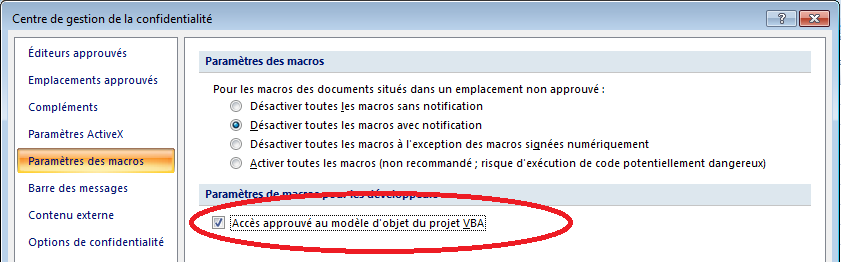 Centre de gestion de la confidentialité
Éditeurs approuvés
Emplacements approuvés
Compléments
Paramètres ActiveX
Paramètres des macros
Barre des messages
Contenu externe
Options de confidentialité
Paramètres des macros
Pour les macros des documents situés dans un emplacement non approuvé :
Désactiver toutes les macros sans notification
Désactiver toutes les macros avec notification
Désactiver toutes les macros à l'exception des macros signées numériquement
Activer toutes les macros (non recommandé ; risque d'exécution de code potentiellement dangereux)
Paramètres de macros pour les développeurs
Accès approuvé au modèle d'objet du projet VBA